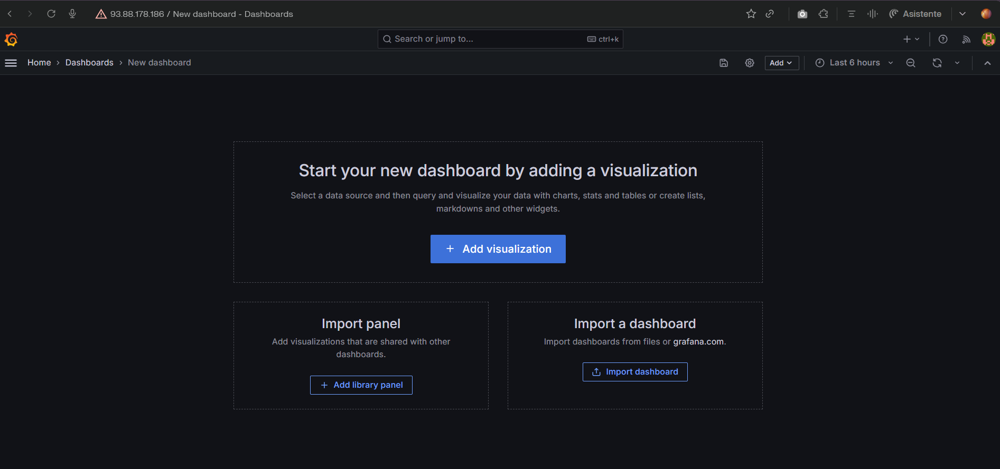 93.88.178.186 / New dashboard - Dashboards
Asistente
Search or jump to...
ctrl+k
Home › Dashboards › New dashboard
Add
Last 6 hours
Start your new dashboard by adding a visualization
Select a data source and then query and visualize your data with charts, stats and tables or create lists,
markdowns and other widgets.
+ Add visualization
Import panel
Add visualizations that are shared with other
dashboards.
+ Add library panel
Import a dashboard
Import dashboards from files or grafana.com.
Import dashboard